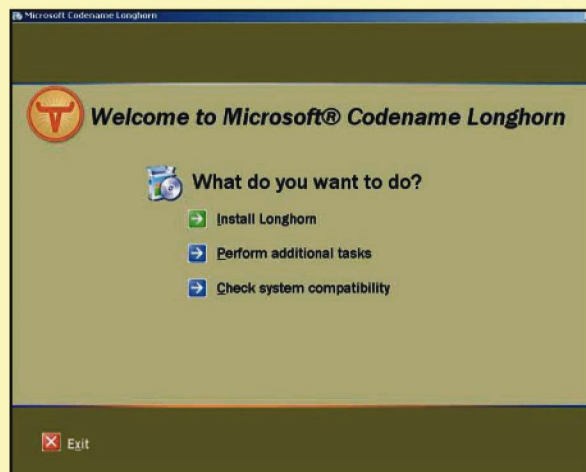 Microsoft Codename Longhorn
Welcome to Microsoft® Codename Longhorn
What do you want to do?
Install Longhorn
Perform additional tasks
Check system compatibility
Exit